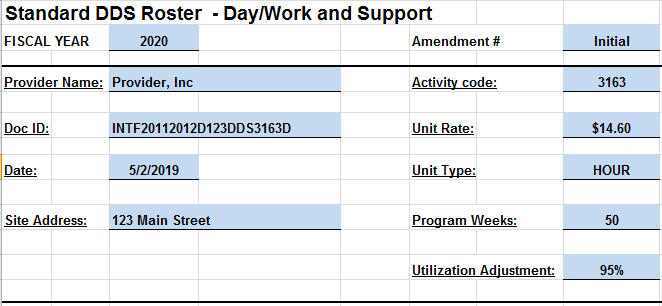 Standard DDS Roster - Day/Work and Support
FISCAL YEAR 2020 Amendment # Initial
Provider Name: Provider, Inc Activity code: 3163
Doc ID: INTF20112012D123DDS3163D Unit Rate: $14.60
Date: 5/2/2019 Unit Type: HOUR
Site Address: 123 Main Street Program Weeks: 50
Utilization Adjustment: 95%